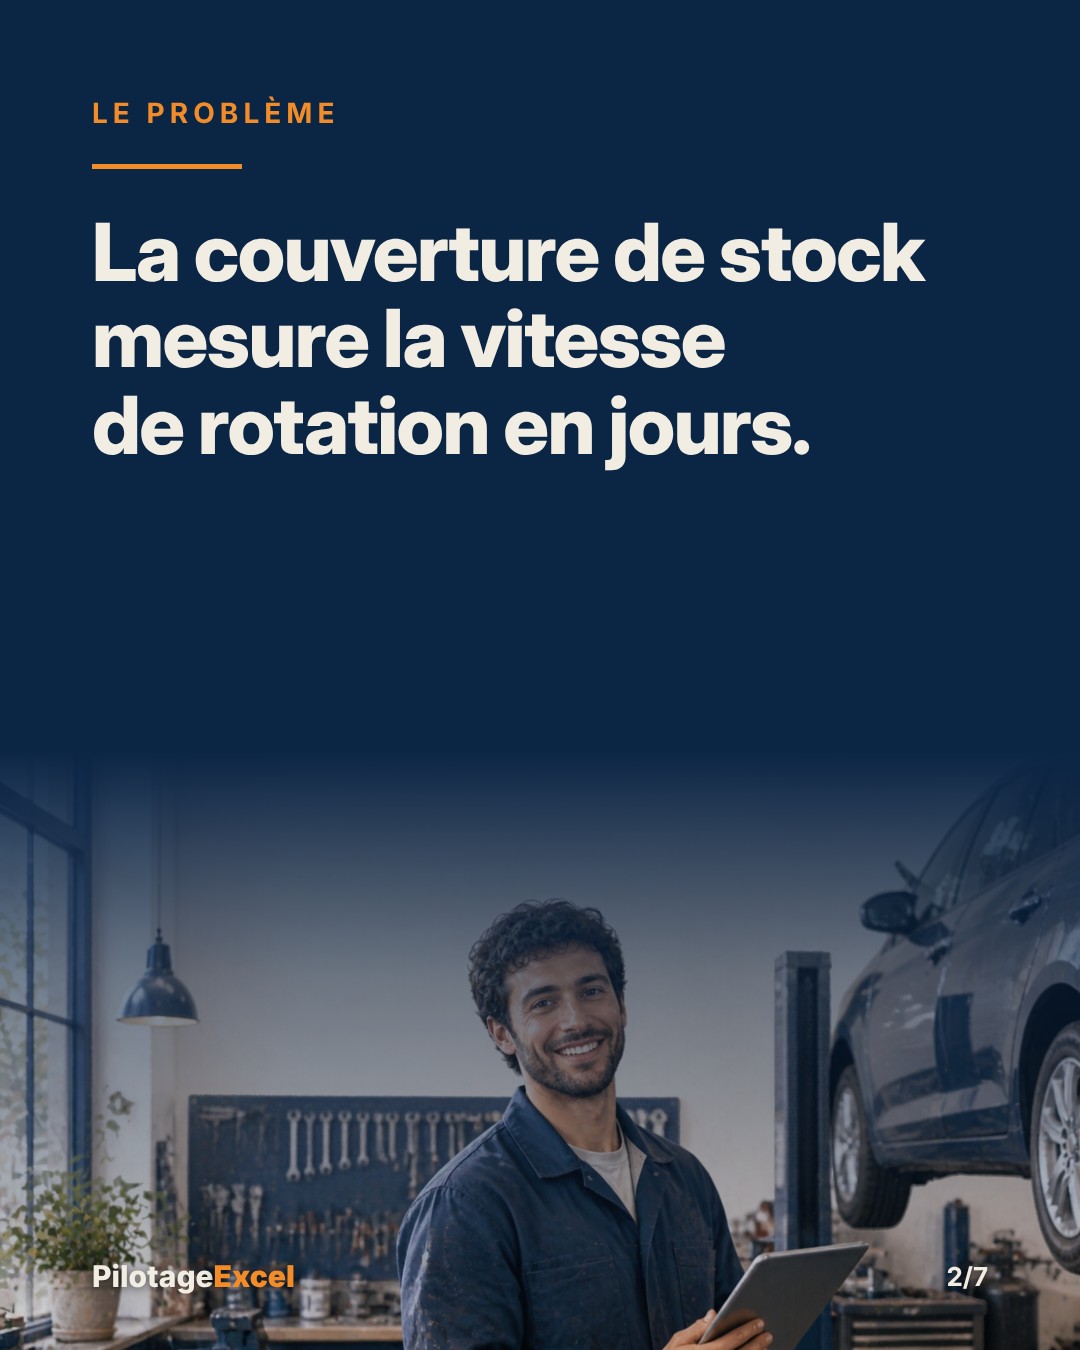 LE PROBLÈME
La couverture de stock
mesure la vitesse
de rotation en jours.
PilotageExcel
2/7